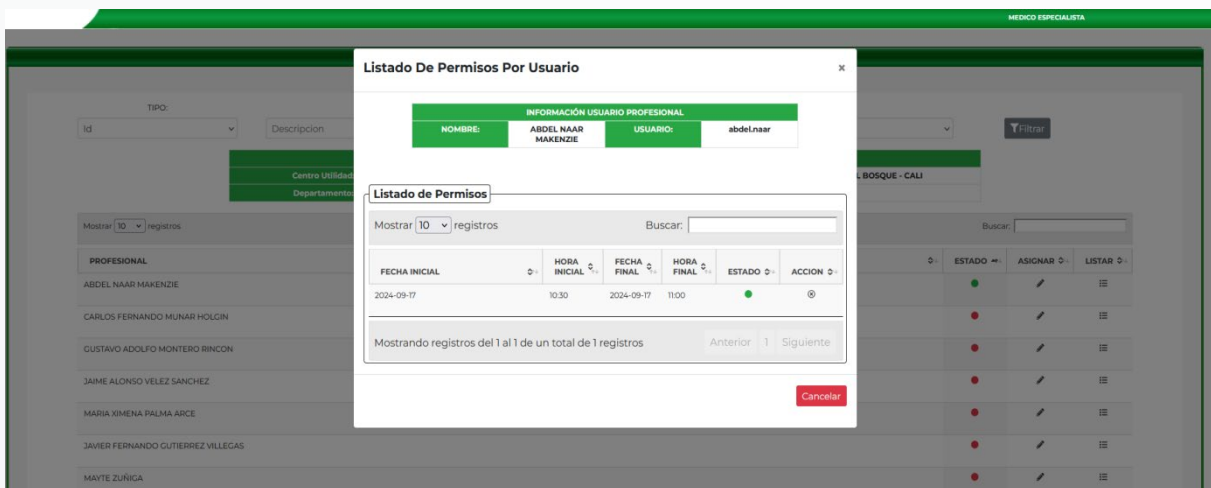 MEDICO ESPECIALISTA
Listado De Permisos Por Usuario x
TIPO:
Id
Descripcion
Filtrar
INFORMACIÓN USUARIO PROFESIONAL
NOMBRE: ABDEL NAAR MAKENZIE USUARIO: abdel.naar
Centro Utilidad
L BOSQUE - CALI
Departamento:
Listado de Permisos
Mostrar 10 registros Buscar:
Mostrar 10 registros Buscar:
FECHA INICIAL HORA INICIAL FECHA FINAL HORA FINAL ESTADO ACCION
2024-09-17 10:30 2024-09-17 11:00
Mostrando registros del 1 al 1 de un total de 1 registros Anterior 1 Siguiente
Cancelar
PROFESIONAL ESTADO ASIGNAR LISTAR
ABDEL NAAR MAKENZIE
CARLOS FERNANDO MUNAR HOLGIN
GUSTAVO ADOLFO MONTERO RINCON
JAIME ALONSO VELEZ SANCHEZ
MARIA XIMENA PALMA ARCE
JAVIER FERNANDO GUTIERREZ VILLEGAS
MAYTE ZUÑIGA